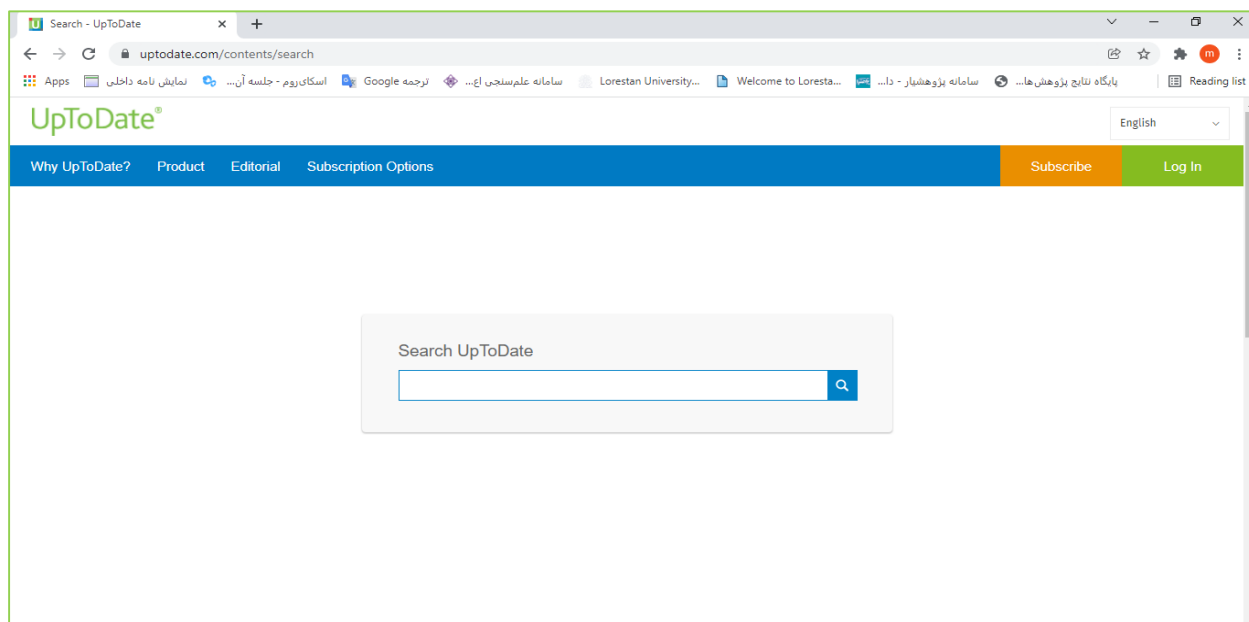 Search - UpToDate
uptodate.com/contents/search
m
Apps نمایش نامه داخلی اسکای‌روم - جلسه آن... ترجمه Google سامانه علم‌سنجی اع... Lorestan University... Welcome to Loresta... سامانه پژوهشیار - دا... پایگاه نتایج پژوهش‌ها... Reading list
UpToDate®
English
Why UpToDate? Product Editorial Subscription Options Subscribe Log In
Search UpToDate